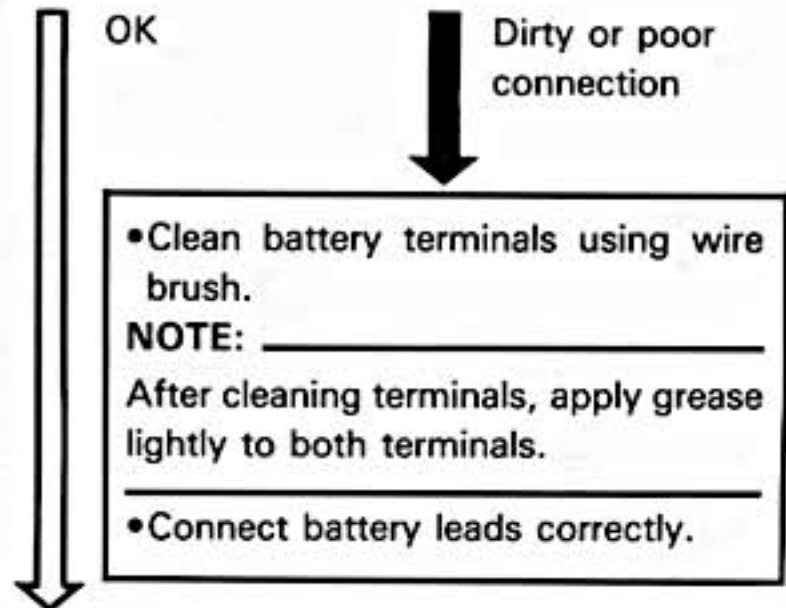 OK
Dirty or poor
connection
•Clean battery terminals using wire
brush.
NOTE:
After cleaning terminals, apply grease
lightly to both terminals.
•Connect battery leads correctly.